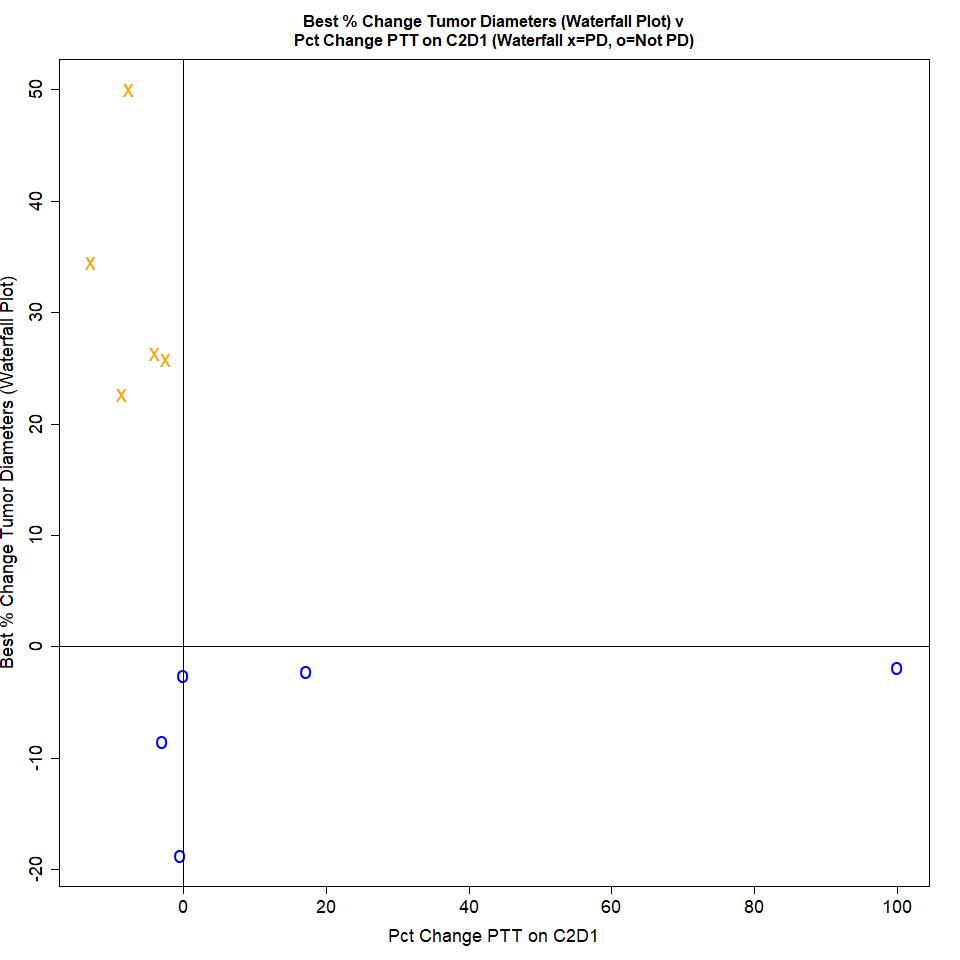 Best % Change Tumor Diameters (Waterfall Plot) v
Pct Change PTT on C2D1 (Waterfall x=PD, o=Not PD)
Best % Change Tumor Diameters (Waterfall Plot)
50
40
30
20
10
0
-10
-20
X
X
X
X
X
O
O
O
O
O
0
20
40
60
80
100
Pct Change PTT on C2D1